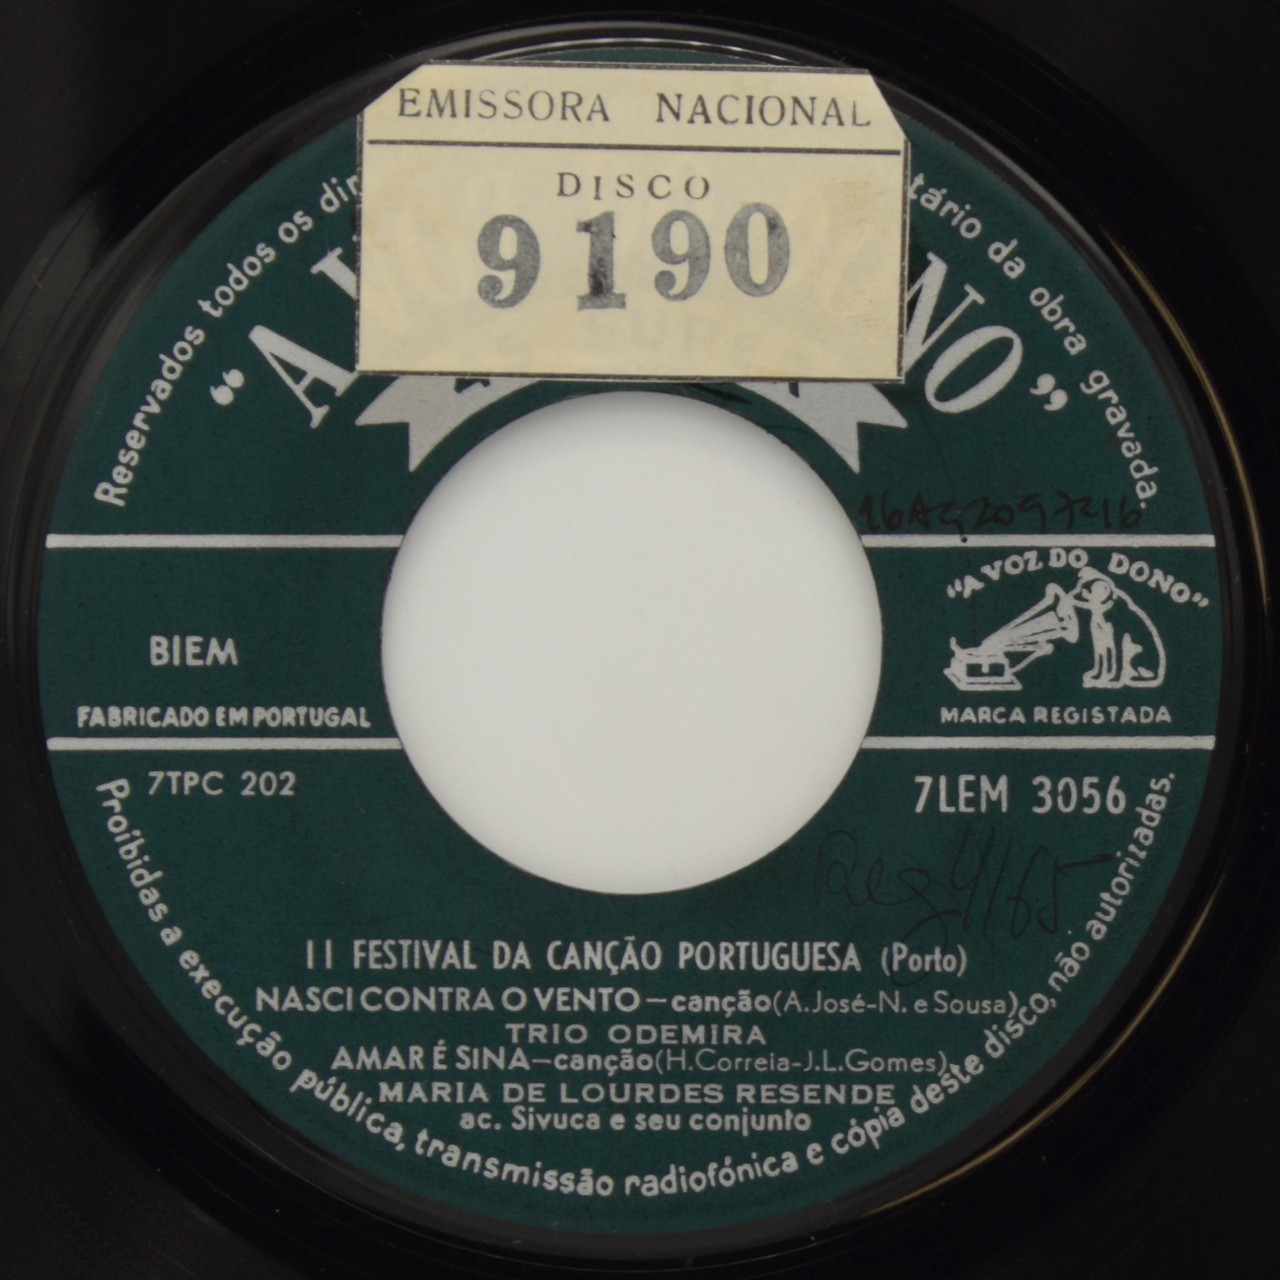 EMISSORA NACIONAL
DISCO
9190
Reservados todos os
da obra gravada.
"A NO"
"A VOZ DO DONO"
MARCA REGISTADA
BIEM
FABRICADO EM PORTUGAL
7TPC 202
7LEM 3056
II FESTIVAL DA CANÇÃO PORTUGUESA (Porto)
NASCI CONTRA O VENTO—canção(A.José-N. e Sousa)
TRIO ODEMIRA
AMAR É SINA—canção(H.Correia-J.L.Gomes)
MARIA DE LOURDES RESENDE
ac. Sivuca e seu conjunto
Proibidas a execução pública, transmissão radiofónica e cópia deste disco, não autorizadas.